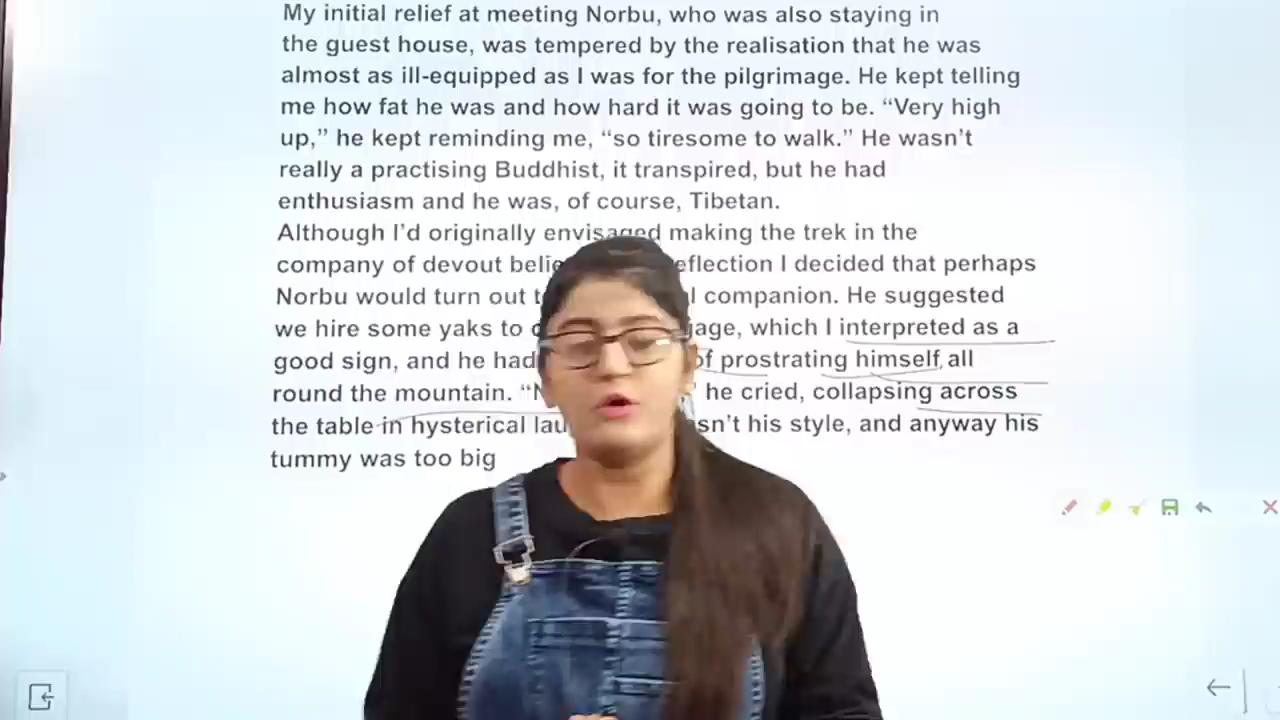 My initial relief at meeting Norbu, who was also staying in
the guest house, was tempered by the realisation that he was
almost as ill-equipped as I was for the pilgrimage. He kept telling
me how fat he was and how hard it was going to be. “Very high
up,” he kept reminding me, “so tiresome to walk.” He wasn’t
really a practising Buddhist, it transpired, but he had
enthusiasm and he was, of course, Tibetan.
Although I’d originally envisaged making the trek in the
company of devout reflection I decided that perhaps
Norbu would turn out companion. He suggested
we hire some yaks to which I interpreted as a
good sign, and he had of prostrating himself all
round the mountain. he cried, collapsing across
the table in hysterical his style, and anyway his
tummy was too big